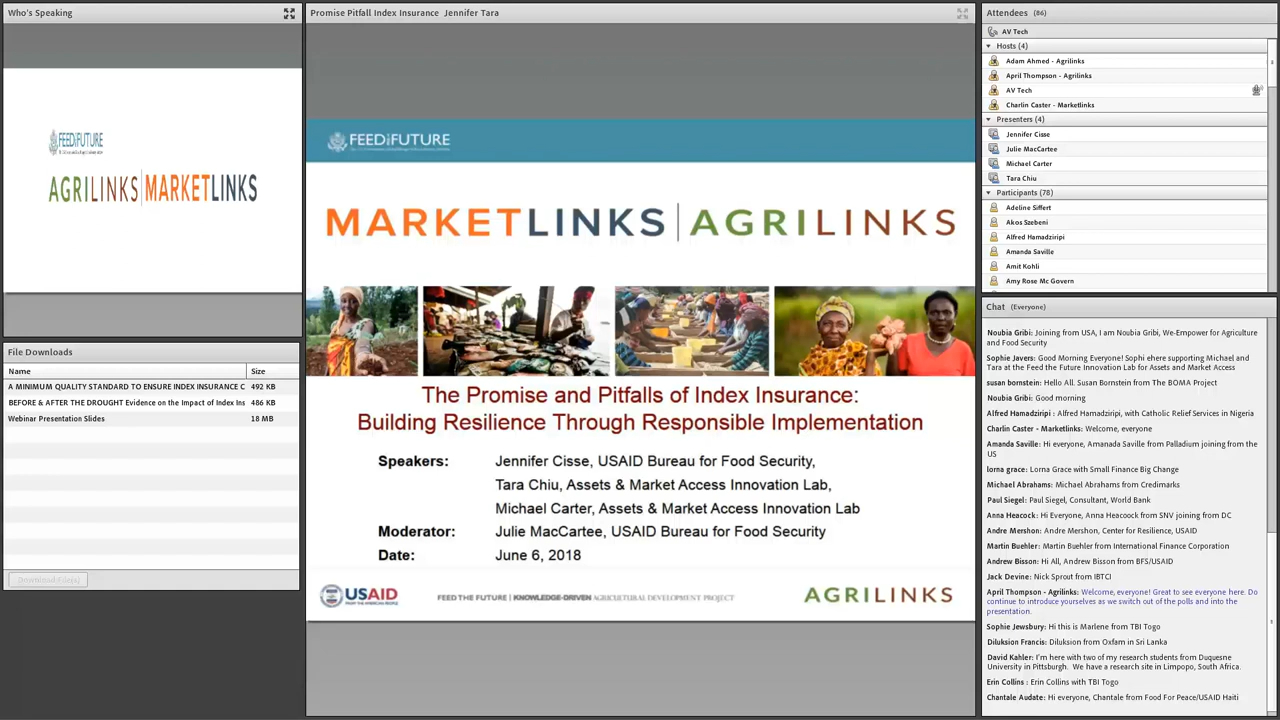 Who's Speaking
FEED THE FUTURE
AGRILINKS MARKETLINKS
File Downloads
Name Size
A MINIMUM QUALITY STANDARD TO ENSURE INDEX INSURANCE C 492 KB
BEFORE & AFTER THE DROUGHT Evidence on the Impact of Index Ins 486 KB
Webinar Presentation Slides 18 MB
Download File(s)
Promise Pitfall Index Insurance Jennifer Tara
FEED THE FUTURE
MARKETLINKS AGRILINKS
The Promise and Pitfalls of Index Insurance:
Building Resilience Through Responsible Implementation
Speakers: Jennifer Cisse, USAID Bureau for Food Security,
Tara Chiu, Assets & Market Access Innovation Lab,
Michael Carter, Assets & Market Access Innovation Lab
Moderator: Julie MacCartee, USAID Bureau for Food Security
Date: June 6, 2018
USAID
FROM THE AMERICAN PEOPLE
FEED THE FUTURE | KNOWLEDGE-DRIVEN AGRICULTURAL DEVELOPMENT PROJECT
AGRILINKS
Attendees (86)
AV Tech
Hosts (4)
Adam Ahmed - Agrilinks
April Thompson - Agrilinks
AV Tech
Charlin Caster - Marketlinks
Presenters (4)
Jennifer Cisse
Julie MacCartee
Michael Carter
Tara Chiu
Participants (78)
Adeline Siffert
Akos Szebeni
Alfred Hamadziripi
Amanda Saville
Amit Kohli
Amy Rose Mc Govern
Chat (Everyone)
Noubia Gribi: Joining from USA, I am Noubia Gribi, We-Empower for Agriculture
and Food Security
Sophie Javers: Good Morning Everyone! Sophi ehere supporting Michael and
Tara at the Feed the Future Innovation Lab for Assets and Market Access
susan bornstein: Hello All. Susan Bornstein from The BOMA Project
Noubia Gribi: Good morning
Alfred Hamadziripi : Alfred Hamadziripi, with Catholic Relief Services in Nigeria
Charlin Caster - Marketlinks: Welcome, everyone
Amanda Saville: Hi everyone, Amanada Saville from Palladium joining from the
US
lorna grace: Lorna Grace with Small Finance Big Change
Michael Abrahams: Michael Abrahams from Credimarks
Paul Siegel: Paul Siegel, Consultant, World Bank
Anna Heacock: Hi Everyone, Anna Heacoock from SNV joining from DC
Andre Mershon: Andre Mershon, Center for Resilience, USAID
Martin Buehler: Martin Buehler from International Finance Corporation
Andrew Bisson: Hi All, Andrew Bisson from BFS/USAID
Jack Devine: Nick Sprout from IBTCI
April Thompson - Agrilinks: Welcome, everyone! Great to see everyone here. Do
continue to introduce yourselves as we switch out of the polls and into the
presentation.
Sophie Jewsbury: Hi this is Marlene from TBI Togo
Diluksion Francis: Diluksion from Oxfam in Sri Lanka
David Kahler: I'm here with two of my research students from Duquesne
University in Pittsburgh. We have a research site in Limpopo, South Africa.
Erin Collins : Erin Collins with TBI Togo
Chantale Audate: Hi everyone, Chantale from Food For Peace/USAID Haiti